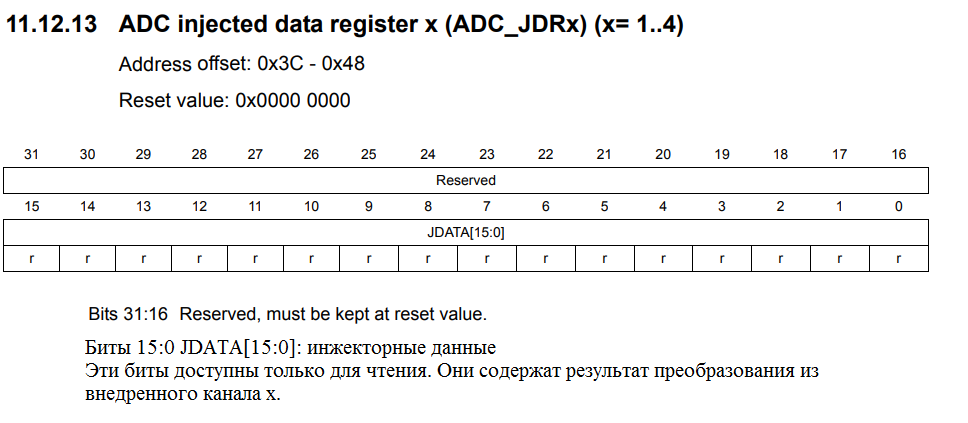 11.12.13 ADC injected data register x (ADC_JDRx) (x= 1..4)
Address offset: 0x3C - 0x48
Reset value: 0x0000 0000
31 30 29 28 27 26 25 24 23 22 21 20 19 18 17 16
Reserved
15 14 13 12 11 10 9 8 7 6 5 4 3 2 1 0
JDATA[15:0]
r r r r r r r r r r r r r r r r
Bits 31:16 Reserved, must be kept at reset value.
Биты 15:0 JDATA[15:0]: инжекторные данные
Эти биты доступны только для чтения. Они содержат результат преобразования из
внедренного канала x.